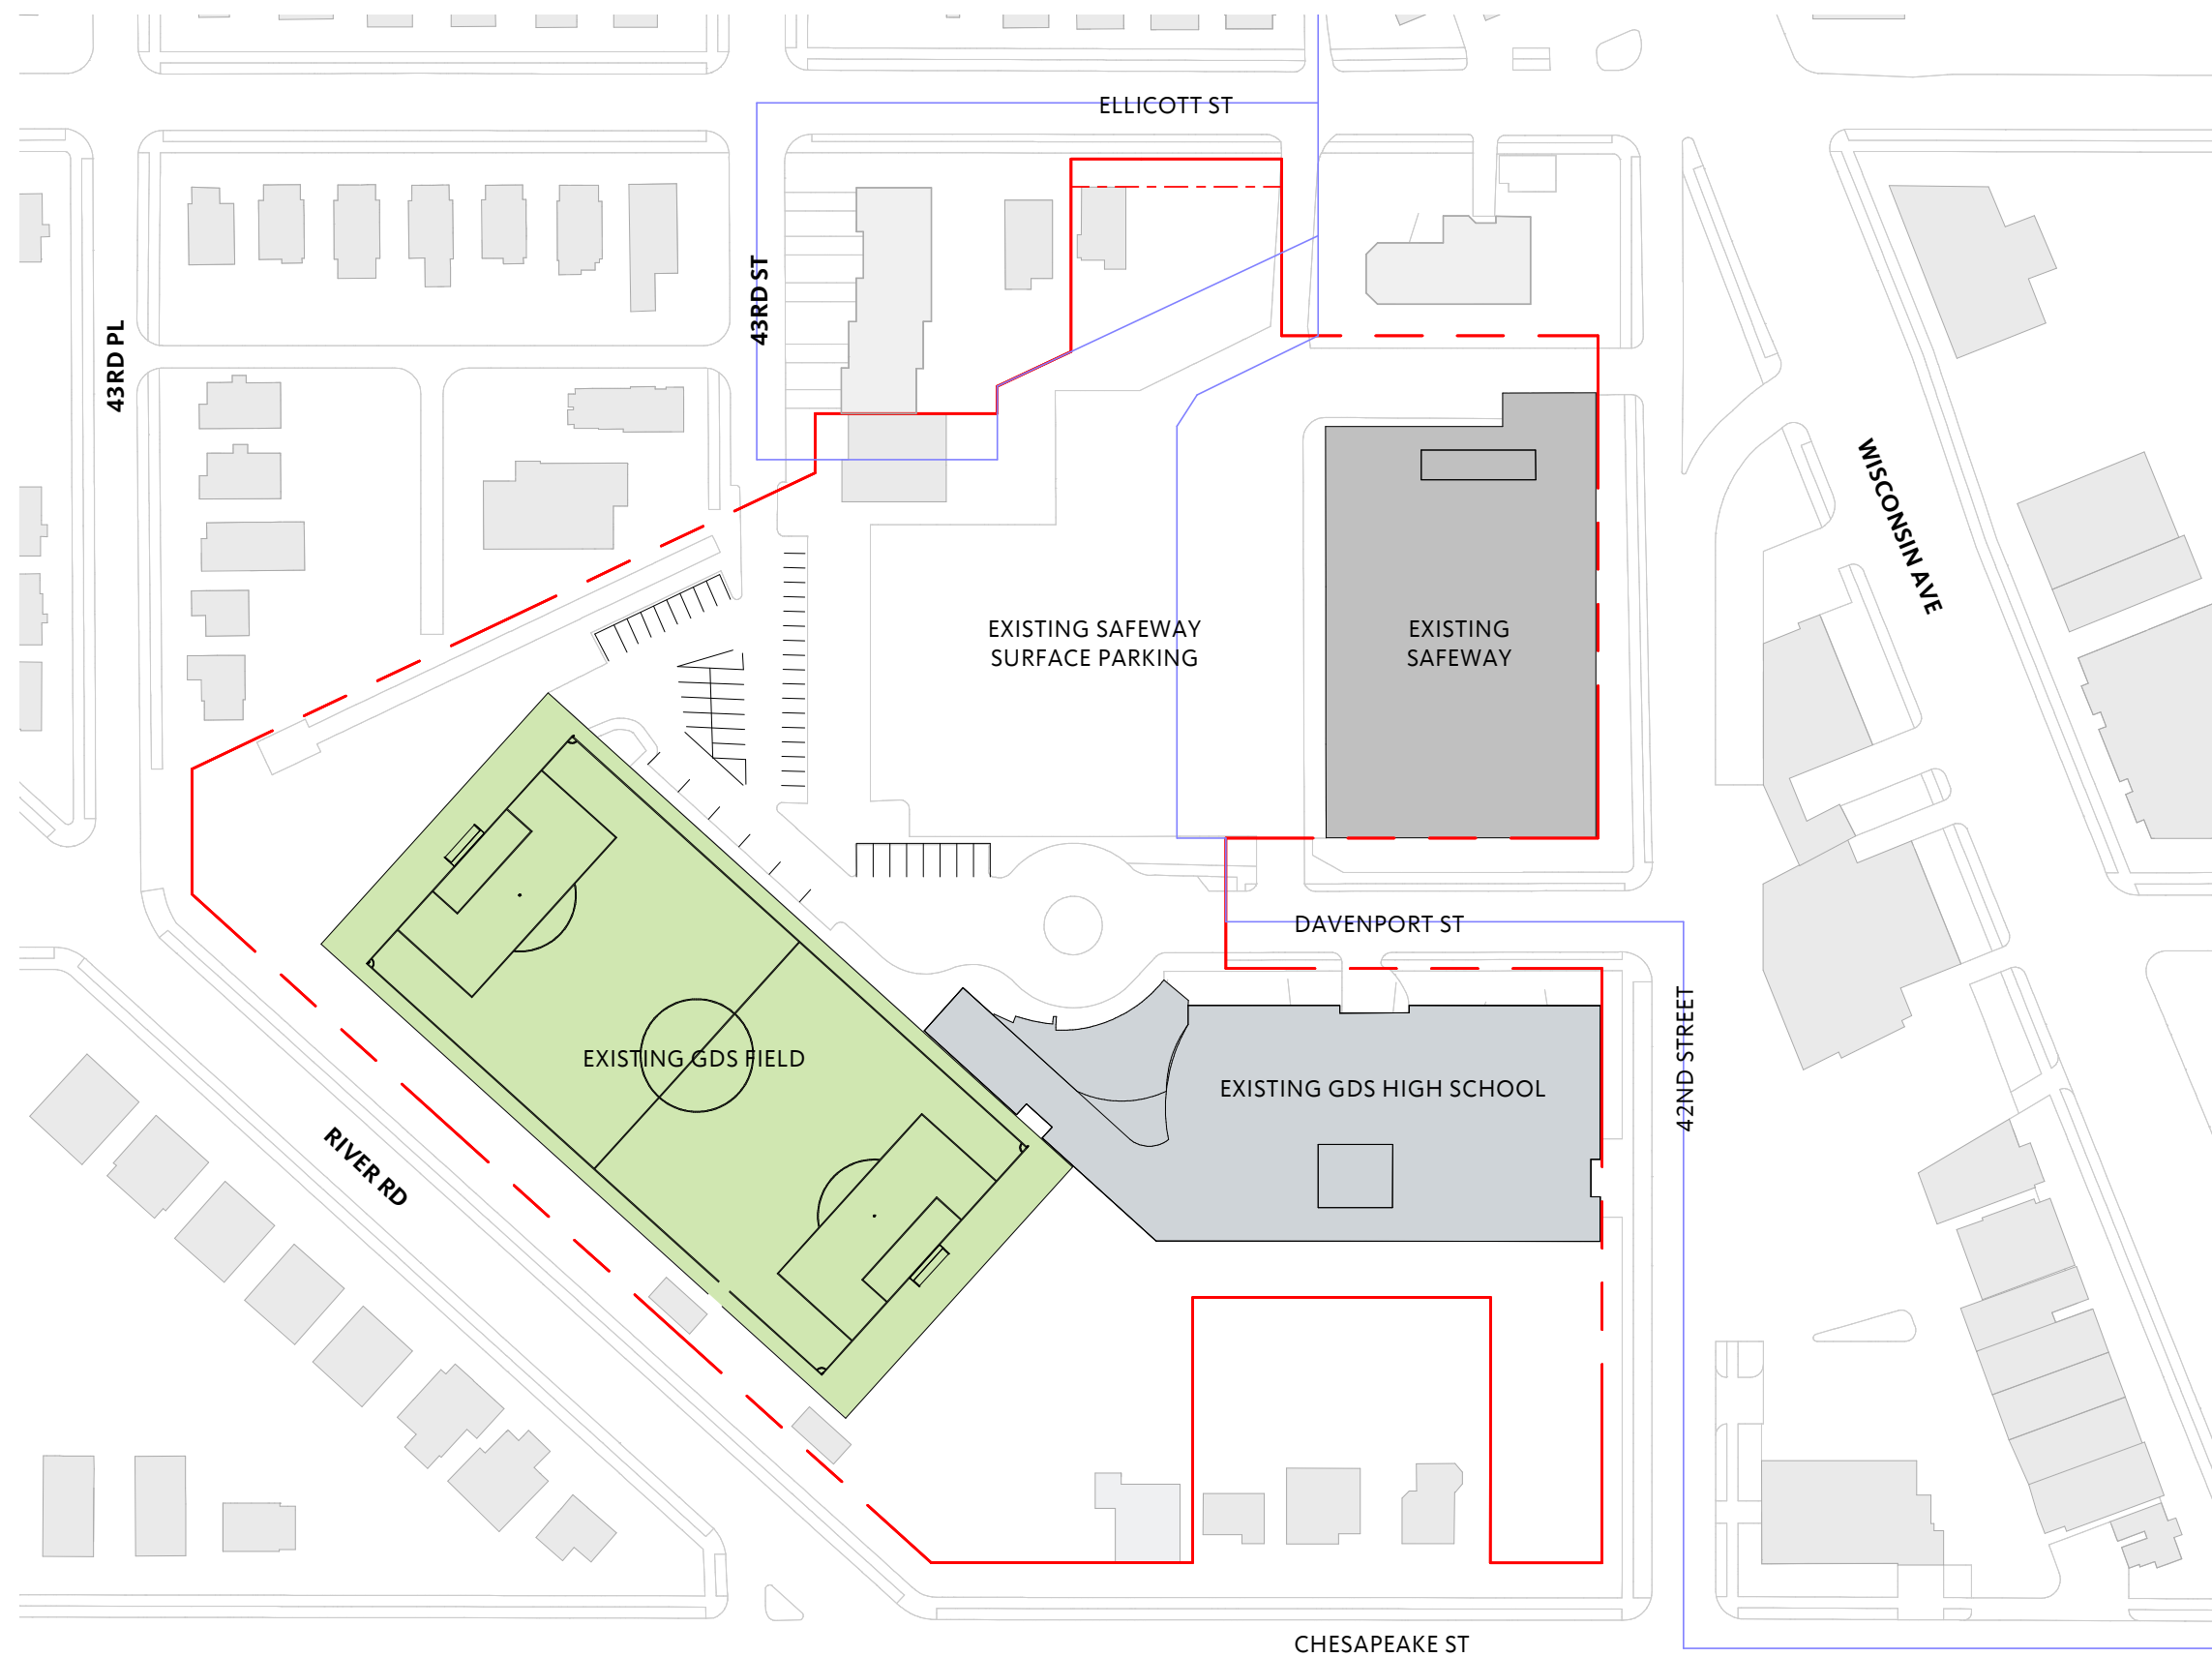 ELLICOTT ST
43RD ST
43RD PL
WISCONSIN AVE
EXISTING SAFEWAY
SURFACE PARKING
EXISTING
SAFEWAY
DAVENPORT ST
EXISTING GDS FIELD
EXISTING GDS HIGH SCHOOL
42ND STREET
RIVER RD
CHESAPEAKE ST